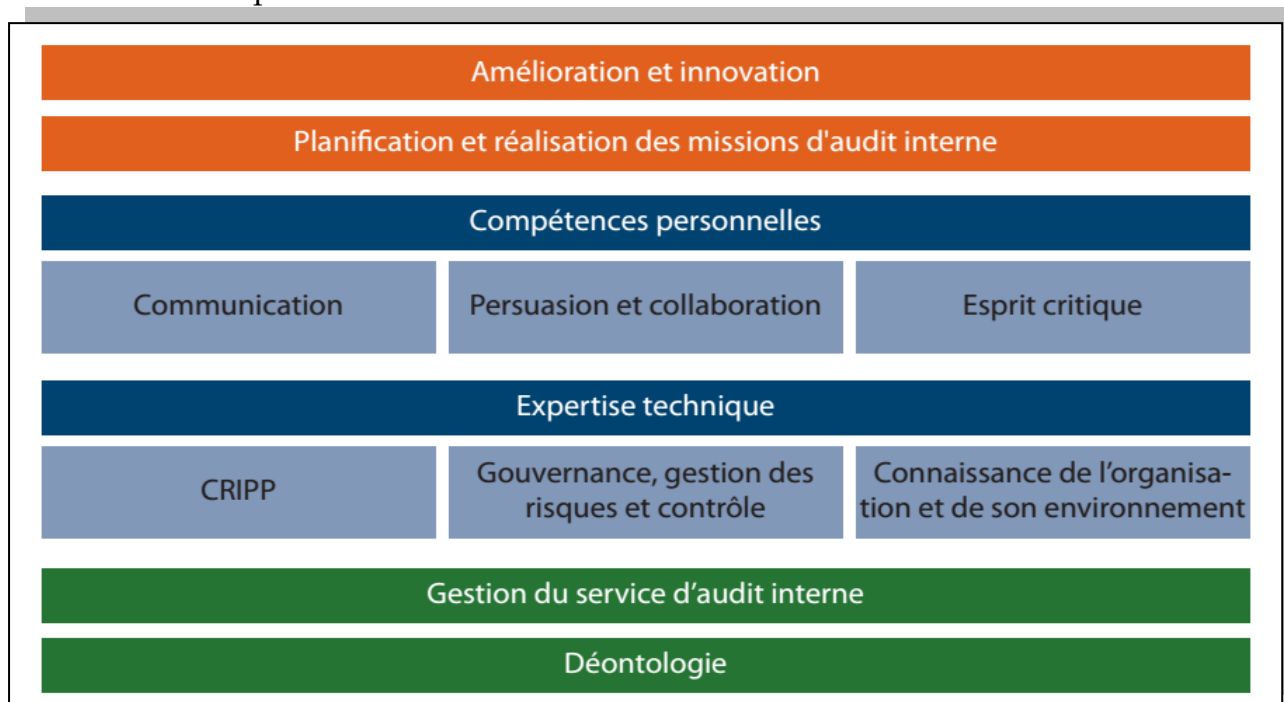 Amélioration et innovation
Planification et réalisation des missions d'audit interne
Compétences personnelles
Communication
Persuasion et collaboration
Esprit critique
Expertise technique
CRIPP
Gouvernance, gestion des
risques et contrôle
Connaissance de l'organisa-
tion et de son environnement
Gestion du service d'audit interne
Déontologie